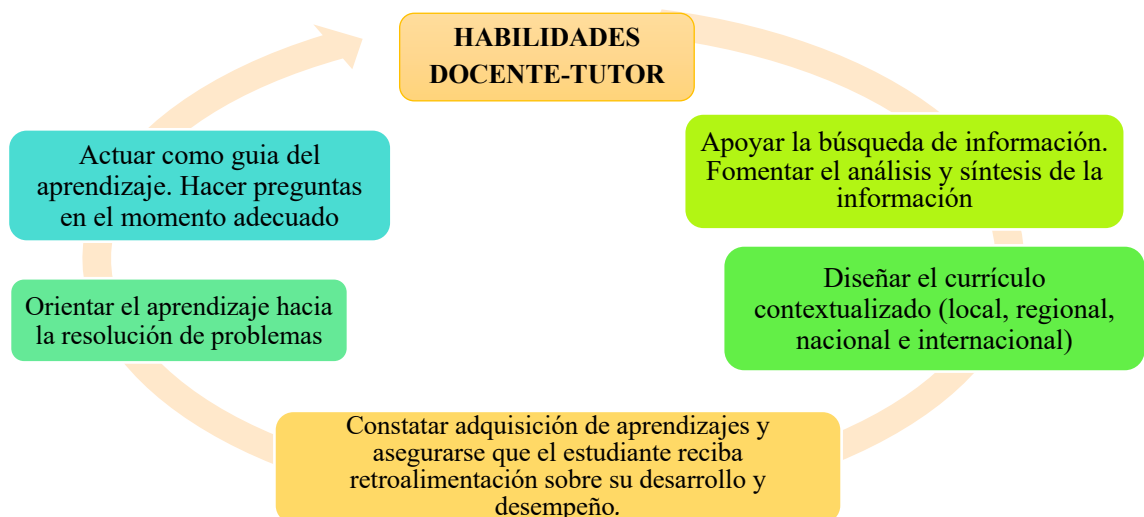 HABILIDADES
DOCENTE-TUTOR
Apoyar la búsqueda de información.
Fomentar el análisis y síntesis de la
información
Diseñar el currículo
contextualizado (local, regional,
nacional e internacional)
Constatar adquisición de aprendizajes y
asegurarse que el estudiante reciba
retroalimentación sobre su desarrollo y
desempeño.
Orientar el aprendizaje hacia
la resolución de problemas
Actuar como guia del
aprendizaje. Hacer preguntas
en el momento adecuado